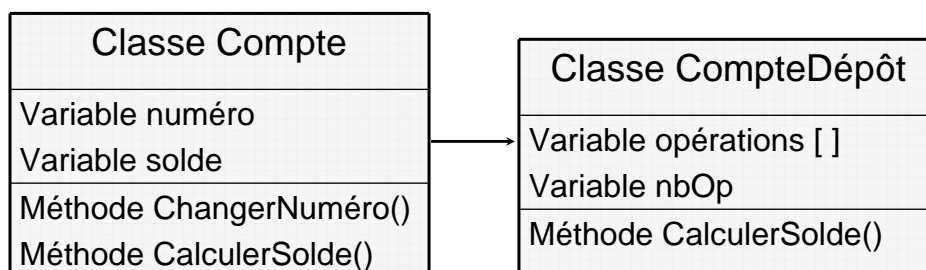 Classe Compte
Variable numéro
Variable solde
Méthode ChangerNuméro()
Méthode CalculerSolde()
Classe CompteDépôt
Variable opérations [ ]
Variable nbOp
Méthode CalculerSolde()